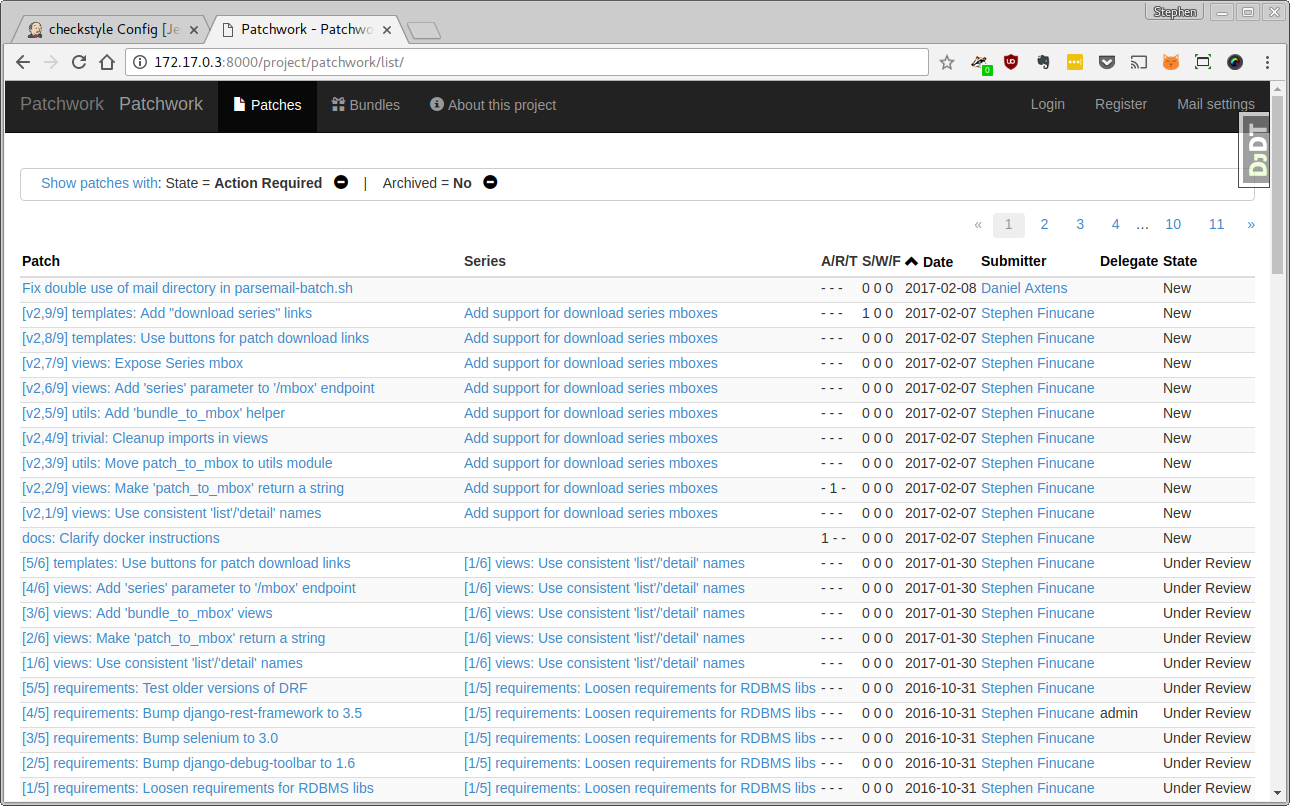 Stephen
checkstyle Config [Je
Patchwork - Patchwo
172.17.0.3:8000/project/patchwork/list/
0
Patchwork Patchwork Patches Bundles About this project Login Register Mail settings
DjDT
Show patches with: State = Action Required | Archived = No
« 1 2 3 4 … 10 11 »
Patch Series A/R/T S/W/F Date Submitter Delegate State
Fix double use of mail directory in parsemail-batch.sh - - - 0 0 0 2017-02-08 Daniel Axtens New
[v2,9/9] templates: Add "download series" links Add support for download series mboxes - - - 1 0 0 2017-02-07 Stephen Finucane New
[v2,8/9] templates: Use buttons for patch download links Add support for download series mboxes - - - 0 0 0 2017-02-07 Stephen Finucane New
[v2,7/9] views: Expose Series mbox Add support for download series mboxes - - - 0 0 0 2017-02-07 Stephen Finucane New
[v2,6/9] views: Add 'series' parameter to '/mbox' endpoint Add support for download series mboxes - - - 0 0 0 2017-02-07 Stephen Finucane New
[v2,5/9] utils: Add 'bundle_to_mbox' helper Add support for download series mboxes - - - 0 0 0 2017-02-07 Stephen Finucane New
[v2,4/9] trivial: Cleanup imports in views Add support for download series mboxes - - - 0 0 0 2017-02-07 Stephen Finucane New
[v2,3/9] utils: Move patch_to_mbox to utils module Add support for download series mboxes - - - 0 0 0 2017-02-07 Stephen Finucane New
[v2,2/9] views: Make 'patch_to_mbox' return a string Add support for download series mboxes - 1 - 0 0 0 2017-02-07 Stephen Finucane New
[v2,1/9] views: Use consistent 'list'/'detail' names Add support for download series mboxes - - - 0 0 0 2017-02-07 Stephen Finucane New
docs: Clarify docker instructions 1 - - 0 0 0 2017-02-07 Stephen Finucane New
[5/6] templates: Use buttons for patch download links [1/6] views: Use consistent 'list'/'detail' names - - - 0 0 0 2017-01-30 Stephen Finucane Under Review
[4/6] views: Add 'series' parameter to '/mbox' endpoint [1/6] views: Use consistent 'list'/'detail' names - - - 0 0 0 2017-01-30 Stephen Finucane Under Review
[3/6] views: Add 'bundle_to_mbox' views [1/6] views: Use consistent 'list'/'detail' names - - - 0 0 0 2017-01-30 Stephen Finucane Under Review
[2/6] views: Make 'patch_to_mbox' return a string [1/6] views: Use consistent 'list'/'detail' names - - - 0 0 0 2017-01-30 Stephen Finucane Under Review
[1/6] views: Use consistent 'list'/'detail' names [1/6] views: Use consistent 'list'/'detail' names - - - 0 0 0 2017-01-30 Stephen Finucane Under Review
[5/5] requirements: Test older versions of DRF [1/5] requirements: Loosen requirements for RDBMS libs - - - 0 0 0 2016-10-31 Stephen Finucane Under Review
[4/5] requirements: Bump django-rest-framework to 3.5 [1/5] requirements: Loosen requirements for RDBMS libs - - - 0 0 0 2016-10-31 Stephen Finucane admin Under Review
[3/5] requirements: Bump selenium to 3.0 [1/5] requirements: Loosen requirements for RDBMS libs - - - 0 0 0 2016-10-31 Stephen Finucane Under Review
[2/5] requirements: Bump django-debug-toolbar to 1.6 [1/5] requirements: Loosen requirements for RDBMS libs - - - 0 0 0 2016-10-31 Stephen Finucane Under Review
[1/5] requirements: Loosen requirements for RDBMS libs [1/5] requirements: Loosen requirements for RDBMS libs - - - 0 0 0 2016-10-31 Stephen Finucane Under Review